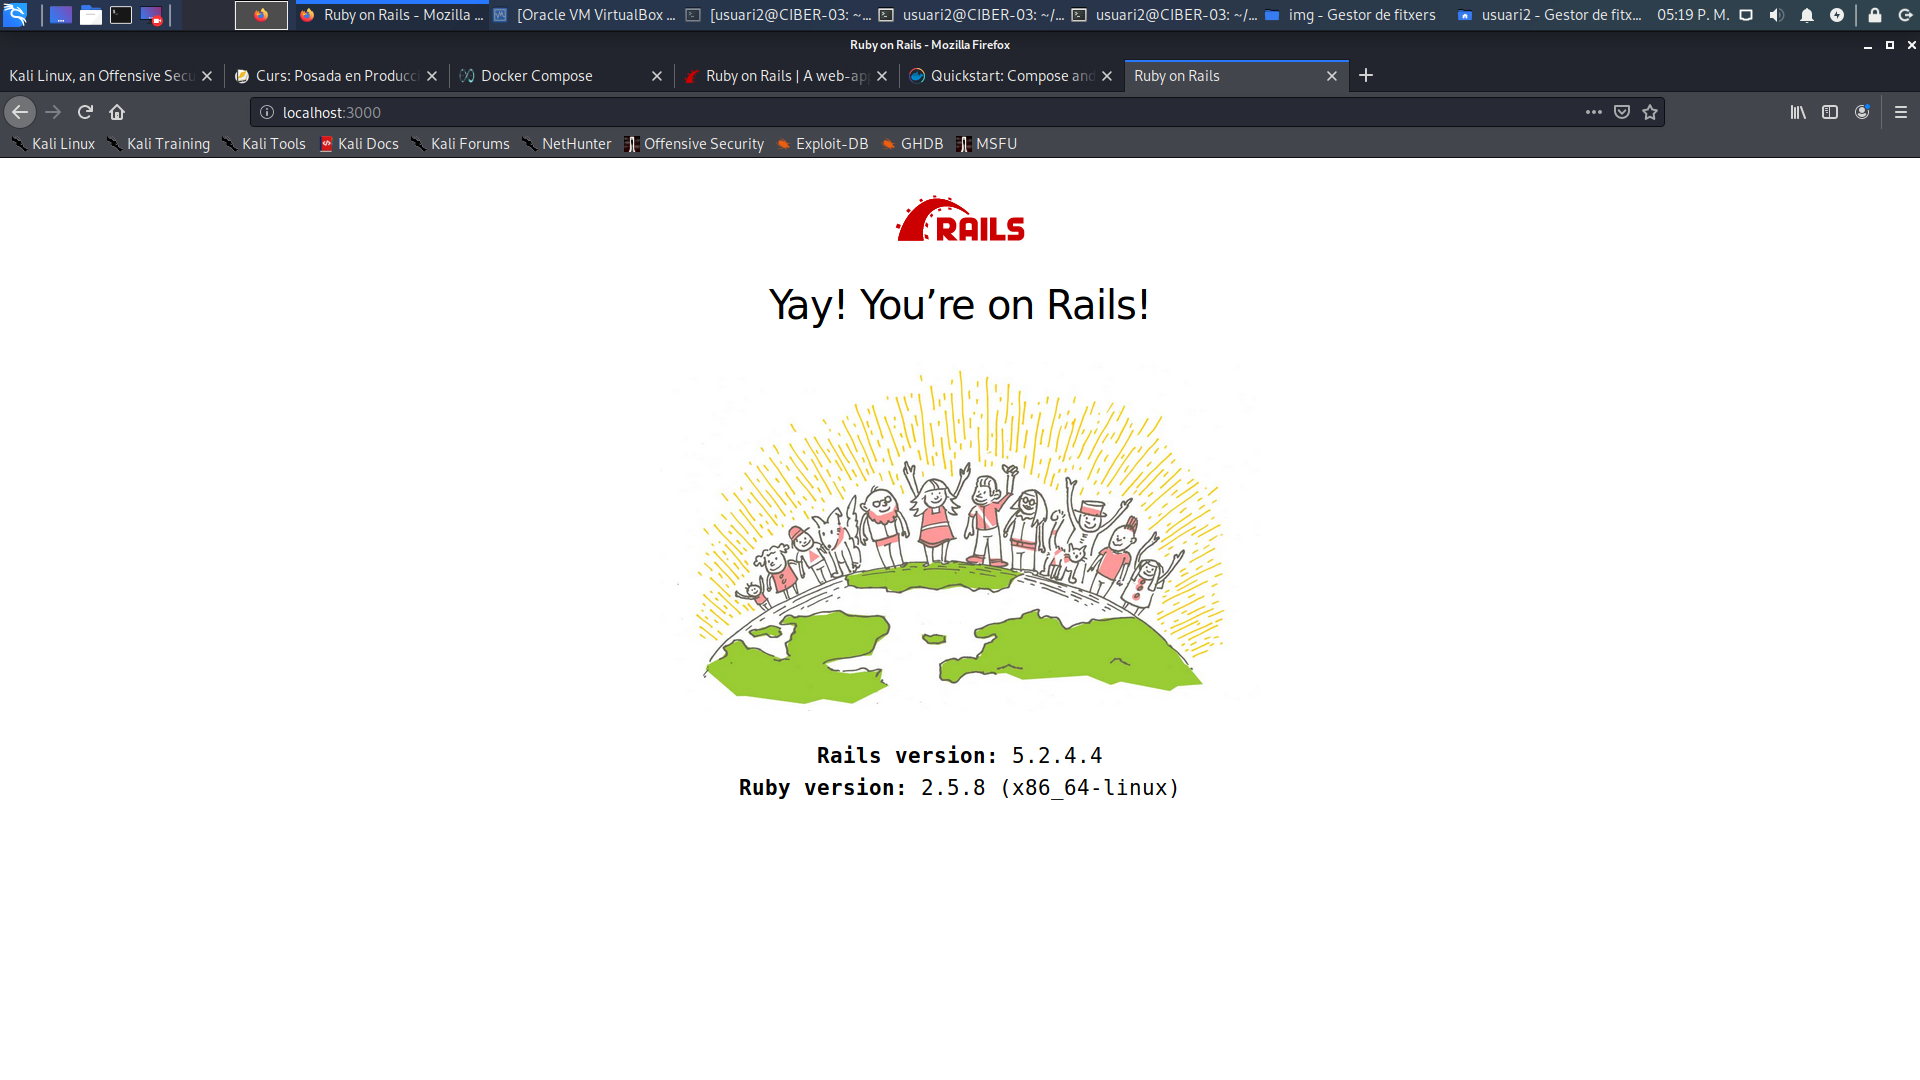 Ruby on Rails - Mozilla ...
[Oracle VM VirtualBox ...
[usuari2@CIBER-03: ~...
usuari2@CIBER-03: ~/...
usuari2@CIBER-03: ~/...
img - Gestor de fitxers
usuari2 - Gestor de fitx...
05:19 P. M.
Ruby on Rails - Mozilla Firefox
Kali Linux, an Offensive Secu
Curs: Posada en Producci
Docker Compose
Ruby on Rails | A web-ap
Quickstart: Compose and
Ruby on Rails
localhost:3000
Kali Linux
Kali Training
Kali Tools
Kali Docs
Kali Forums
NetHunter
Offensive Security
Exploit-DB
GHDB
MSFU
RAILS
Yay! You’re on Rails!
Rails version: 5.2.4.4
Ruby version: 2.5.8 (x86_64-linux)